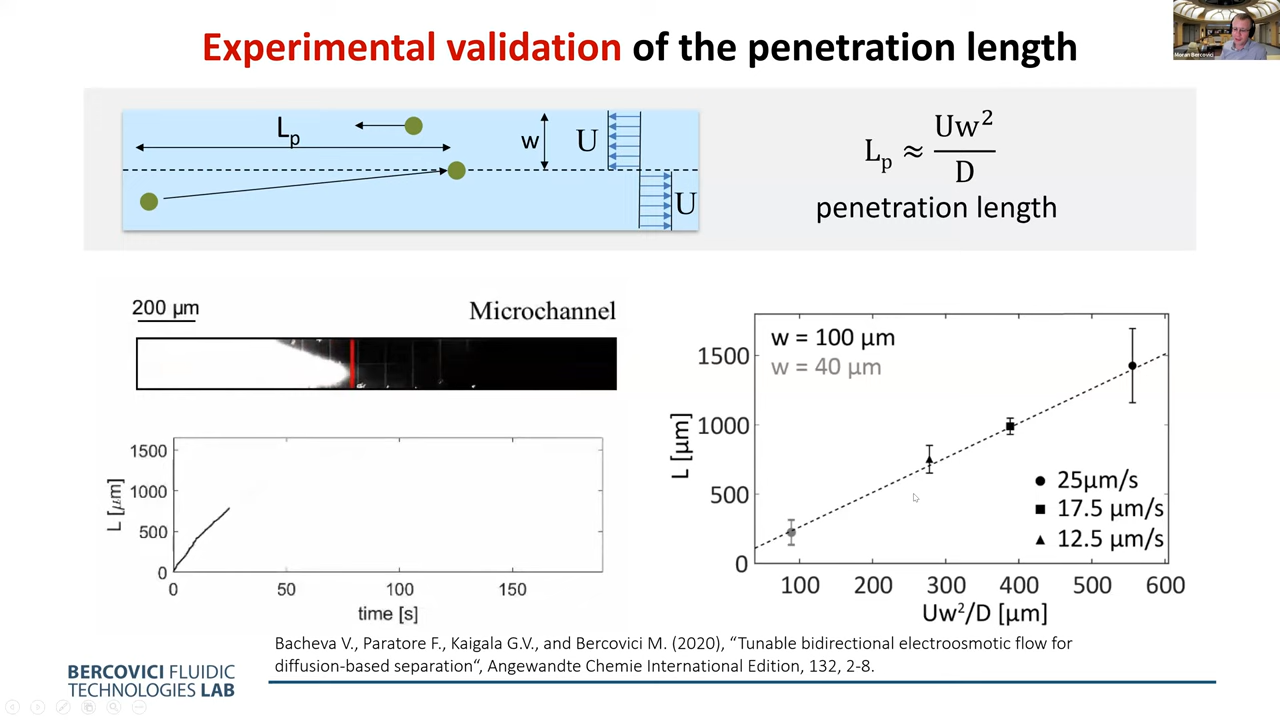 Experimental validation of the penetration length
Moran Bercovici
Lp
w
U
U
Lp ≈ Uw²/D
penetration length
200 µm
Microchannel
1500
1000
500
0
L [µm]
0 50 100 150
time [s]
w = 100 µm
w = 40 µm
1500
1000
500
0
L [µm]
25µm/s
17.5 µm/s
12.5 µm/s
100 200 300 400 500 600
Uw²/D [µm]
Bacheva V., Paratore F., Kaigala G.V., and Bercovici M. (2020), “Tunable bidirectional electroosmotic flow for
diffusion-based separation“, Angewandte Chemie International Edition, 132, 2-8.
BERCOVICI FLUIDIC
TECHNOLOGIES LAB